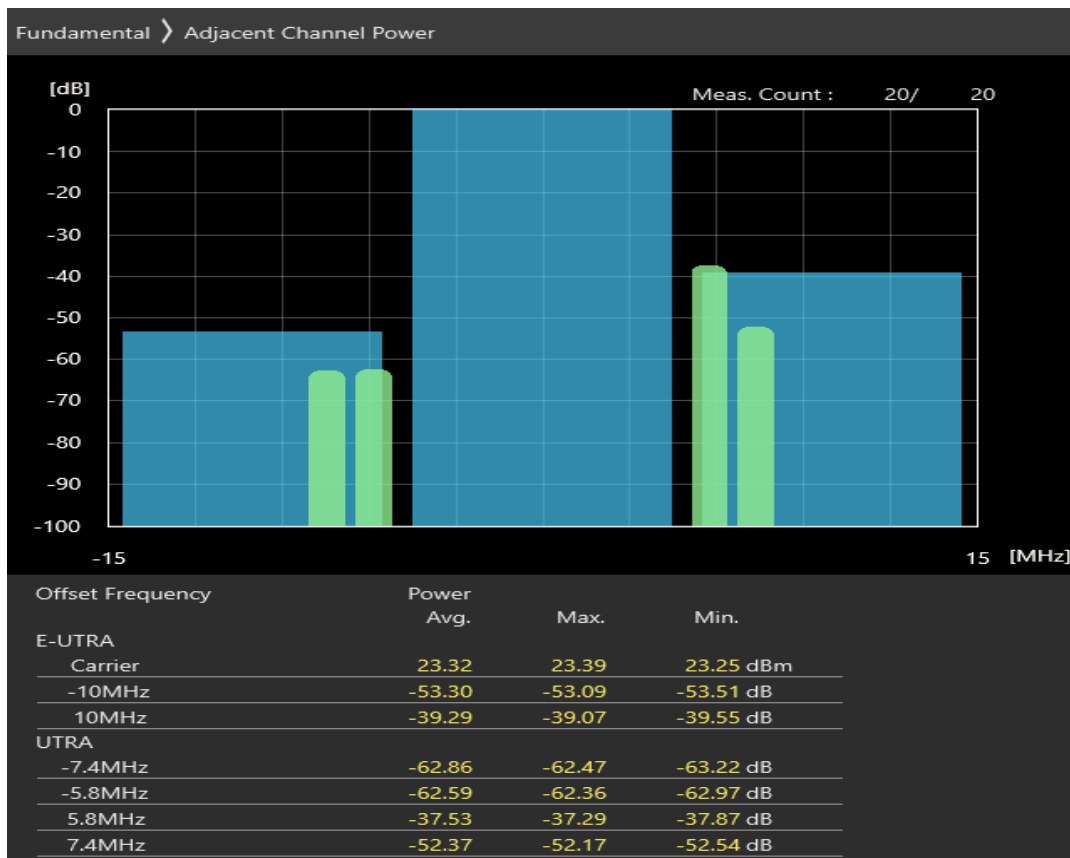 Fundamental 〉 Adjacent Channel Power
[dB]
Meas. Count : 20/ 20
0
-10
-20
-30
-40
-50
-60
-70
-80
-90
-100
-15 15 [MHz]
Offset Frequency Power
Avg. Max. Min.
E-UTRA
Carrier 23.32 23.39 23.25 dBm
-10MHz -53.30 -53.09 -53.51 dB
10MHz -39.29 -39.07 -39.55 dB
UTRA
-7.4MHz -62.86 -62.47 -63.22 dB
-5.8MHz -62.59 -62.36 -62.97 dB
5.8MHz -37.53 -37.29 -37.87 dB
7.4MHz -52.37 -52.17 -52.54 dB